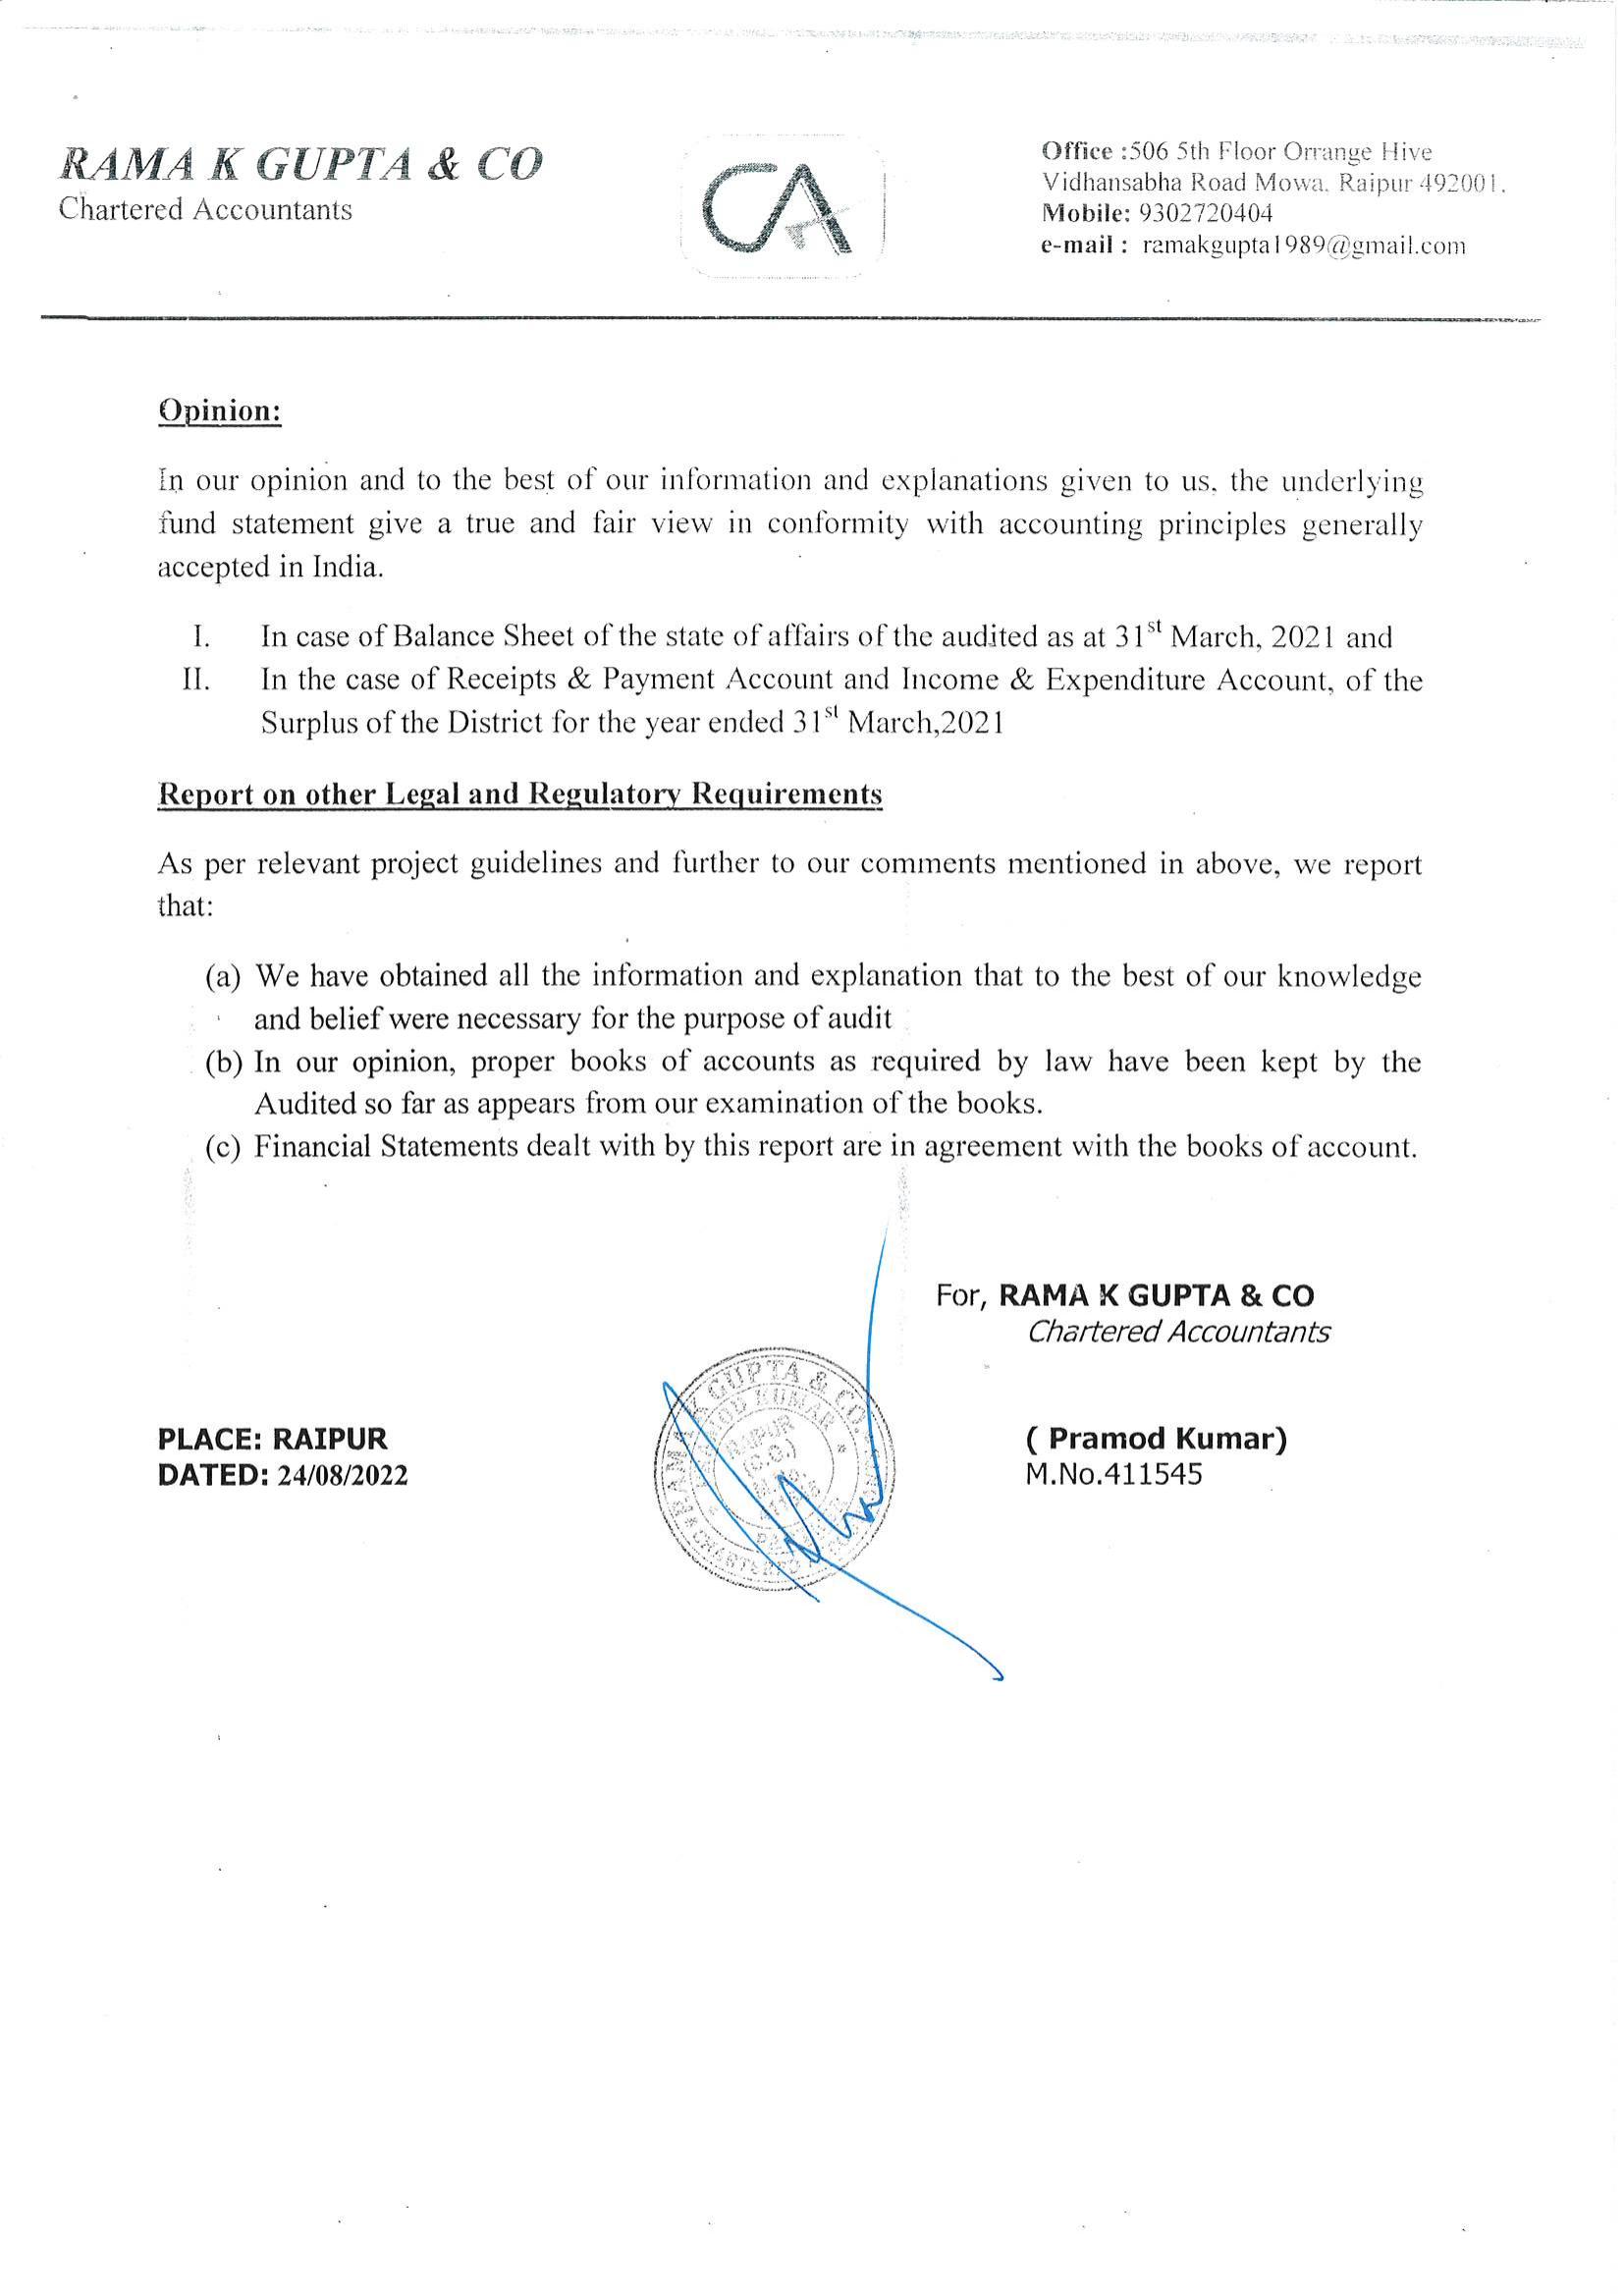 RAMA K GUPTA & CO
Chartered Accountants
CA
Office :506 5th Floor Orrange Hive
Vidhansabha Road Mowa. Raipur 492001.
Mobile: 9302720404
e-mail : ramakgupta1989@gmail.com
Opinion:
In our opinion and to the best of our information and explanations given to us, the underlying
fund statement give a true and fair view in conformity with accounting principles generally
accepted in India.
I. In case of Balance Sheet of the state of affairs of the audited as at 31st March, 2021 and
II. In the case of Receipts & Payment Account and Income & Expenditure Account, of the
Surplus of the District for the year ended 31st March,2021
Report on other Legal and Regulatory Requirements
As per relevant project guidelines and further to our comments mentioned in above, we report
that:
(a) We have obtained all the information and explanation that to the best of our knowledge
and belief were necessary for the purpose of audit
(b) In our opinion, proper books of accounts as required by law have been kept by the
Audited so far as appears from our examination of the books.
(c) Financial Statements dealt with by this report are in agreement with the books of account.
For, RAMA K GUPTA & CO
Chartered Accountants
GUPTA & CO.
KUMAR
RAIPUR
(C.G.)
PLACE: RAIPUR
DATED: 24/08/2022
( Pramod Kumar)
M.No.411545